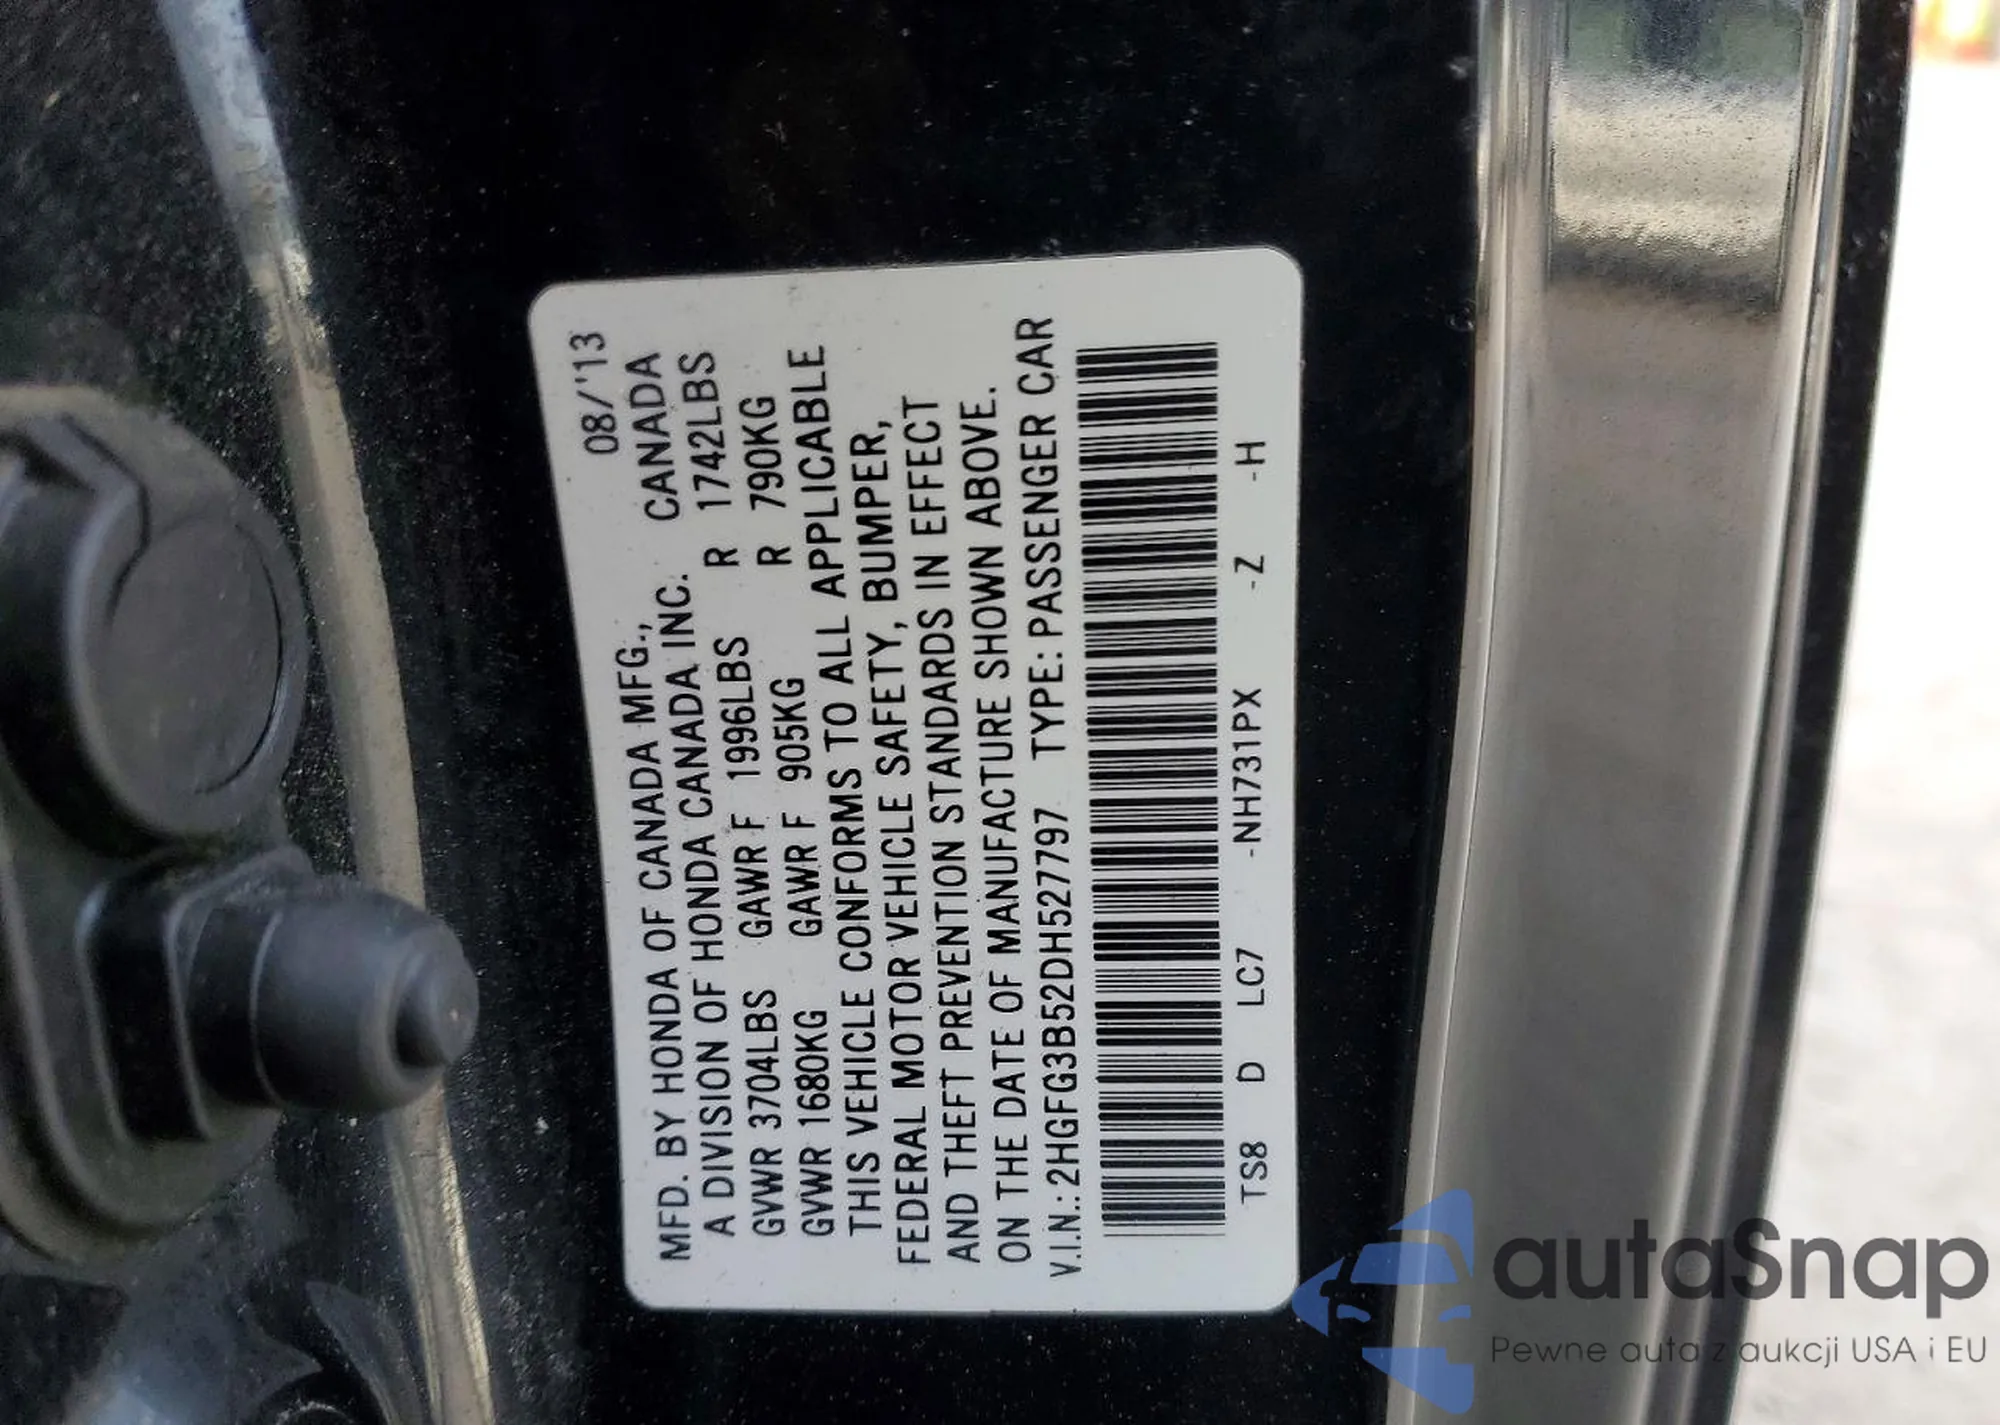 MFD. BY HONDA OF CANADA MFG., 08/'13
A DIVISION OF HONDA CANADA INC. CANADA
GVWR 3704LBS GAWR F 1996LBS R 1742LBS
GVWR 1680KG GAWR F 905KG R 790KG
THIS VEHICLE CONFORMS TO ALL APPLICABLE
FEDERAL MOTOR VEHICLE SAFETY, BUMPER,
AND THEFT PREVENTION STANDARDS IN EFFECT
ON THE DATE OF MANUFACTURE SHOWN ABOVE.
V.I.N.: 2HGFG3B52DH527797 TYPE: PASSENGER CAR
TS8 D LC7 -NH731PX -Z -H
autaSnap
Pewne auta z aukcji USA i EU